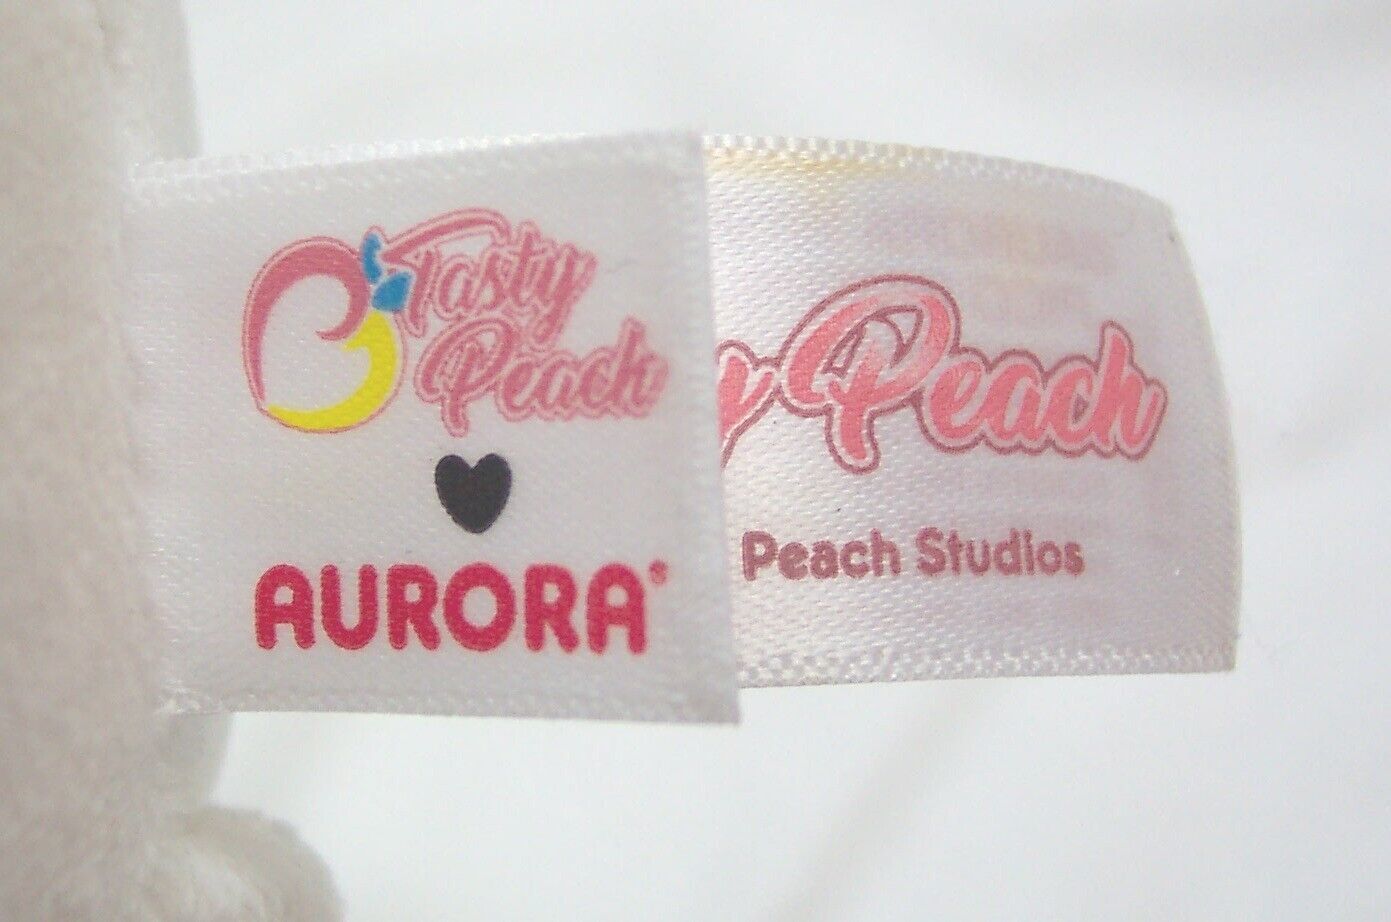 Tasty
Peach
AURORA®
y Peach
Peach Studios